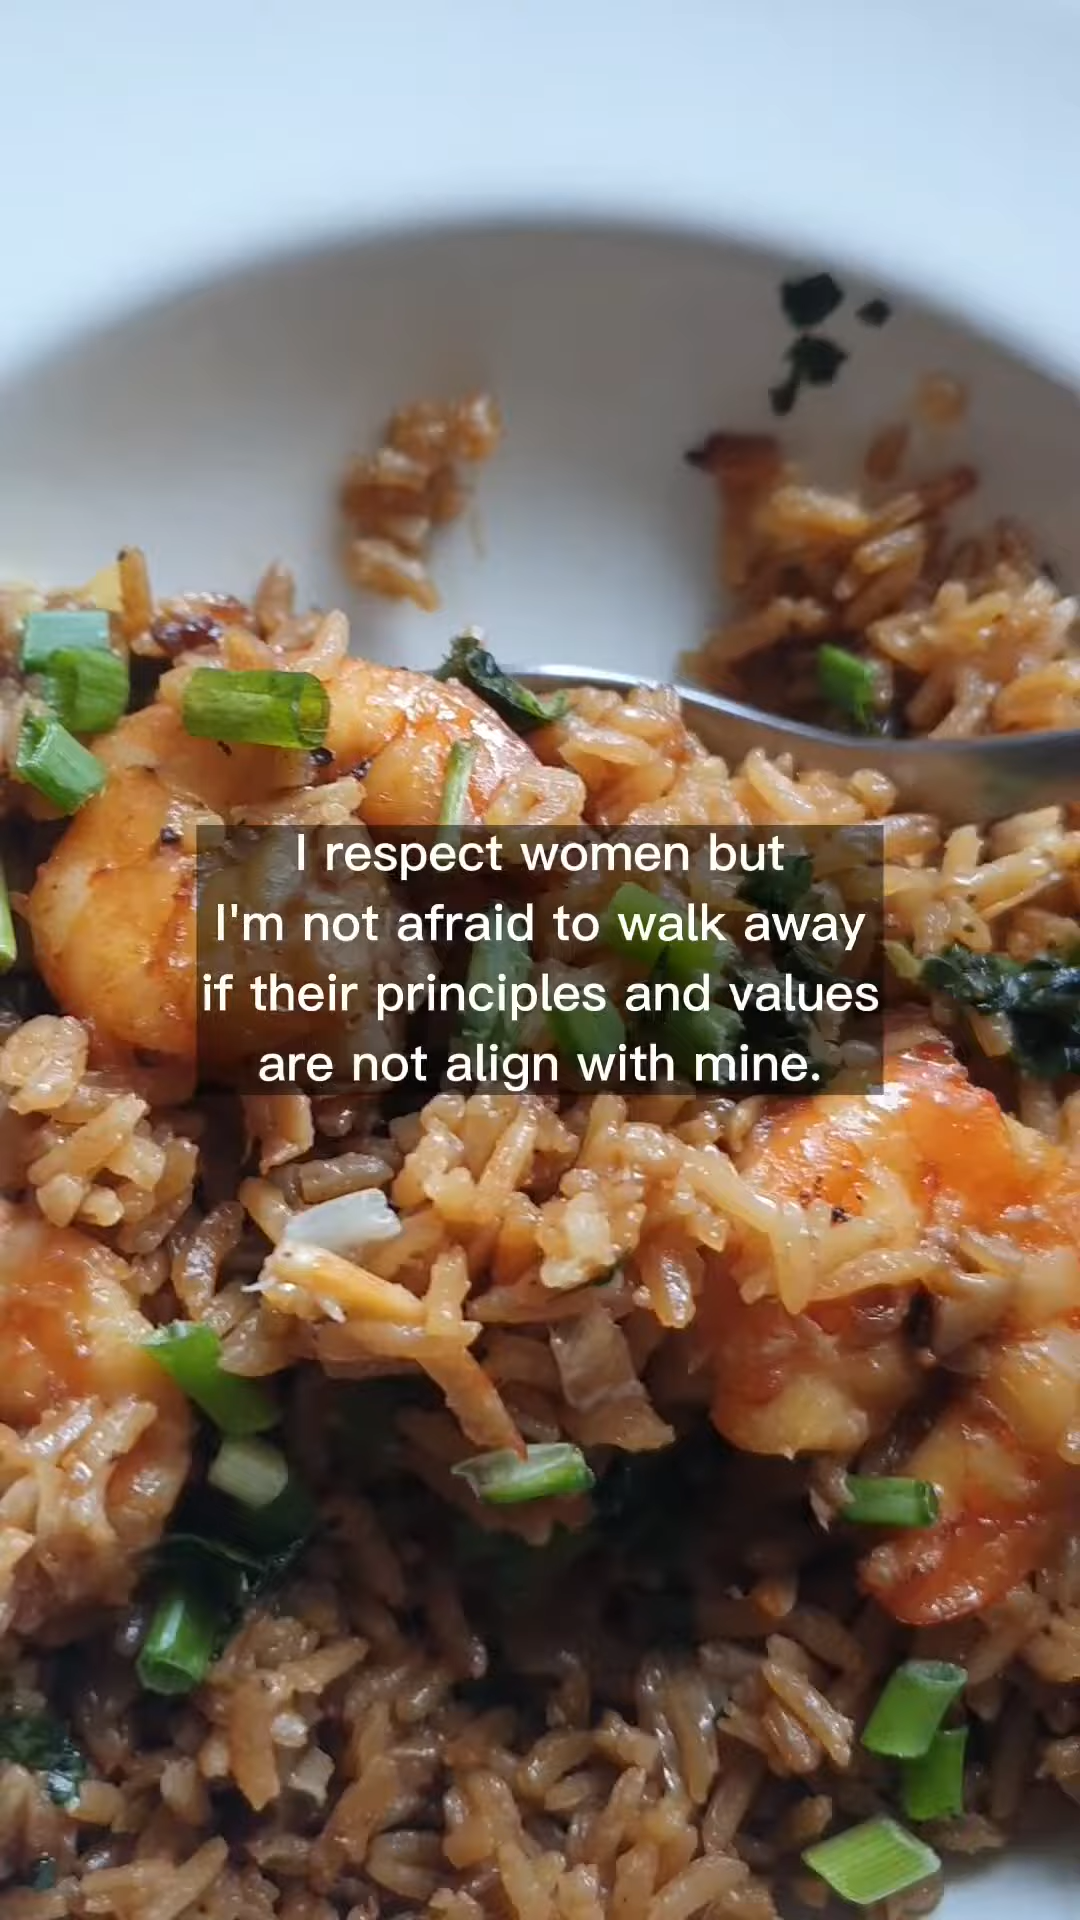 I respect women but
I'm not afraid to walk away
if their principles and values
are not align with mine.